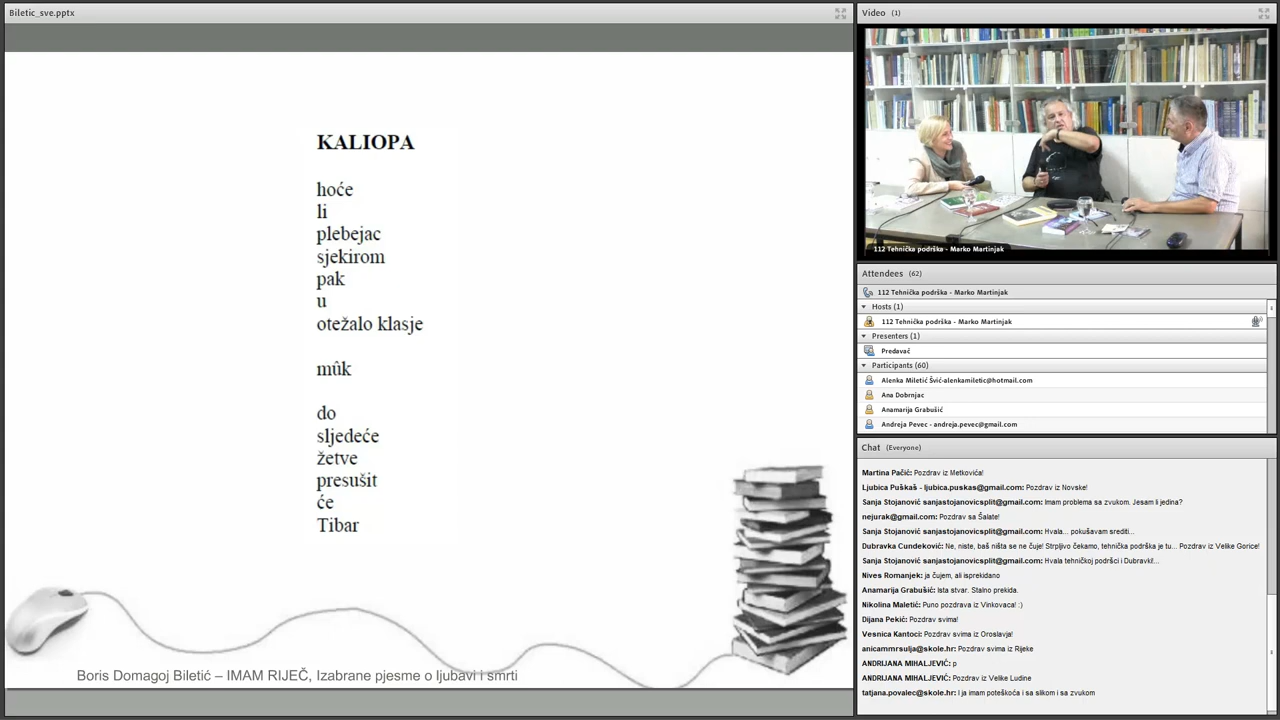 Biletic_sve.pptx
KALIOPA
hoće
li
plebejac
sjekirom
pak
u
otežalo klasje
mûk
do
sljedeće
žetve
presušit
će
Tibar
Boris Domagoj Biletić – IMAM RIJEČ, Izabrane pjesme o ljubavi i smrti
Video (1)
112 Tehnička podrška - Marko Martinjak
Attendees (62)
112 Tehnička podrška - Marko Martinjak
Hosts (1)
112 Tehnička podrška - Marko Martinjak
Presenters (1)
Predavač
Participants (60)
Alenka Miletić Švić-alenkamiletic@hotmail.com
Ana Dobrnjac
Anamarija Grabušić
Andreja Pevec - andreja.pevec@gmail.com
Chat (Everyone)
Martina Pačić: Pozdrav iz Metkovića!
Ljubica Puškaš - ljubica.puskas@gmail.com: Pozdrav iz Novske!
Sanja Stojanović sanjastojanovicsplit@gmail.com: Imam problema sa zvukom. Jesam li jedina?
nejurak@gmail.com: Pozdrav sa Šalate!
Sanja Stojanović sanjastojanovicsplit@gmail.com: Hvala... pokušavam srediti...
Dubravka Cundeković: Ne, niste, baš ništa se ne čuje! Strpljivo čekamo, tehnička podrška je tu... Pozdrav iz Velike Gorice!
Sanja Stojanović sanjastojanovicsplit@gmail.com: Hvala tehničkoj podršci i Dubravki!...
Nives Romanjek: ja čujem, ali isprekidano
Anamarija Grabušić: Ista stvar. Stalno prekida.
Nikolina Maletić: Puno pozdrava iz Vinkovaca! :)
Dijana Pekić: Pozdrav svima!
Vesnica Kantoci: Pozdrav svima iz Oroslavja!
anicammrsulja@skole.hr: Pozdrav svima iz Rijeke
ANDRIJANA MIHALJEVIĆ: p
ANDRIJANA MIHALJEVIĆ: Pozdrav iz Velike Ludine
tatjana.povalec@skole.hr: I ja imam poteškoća i sa slikom i sa zvukom